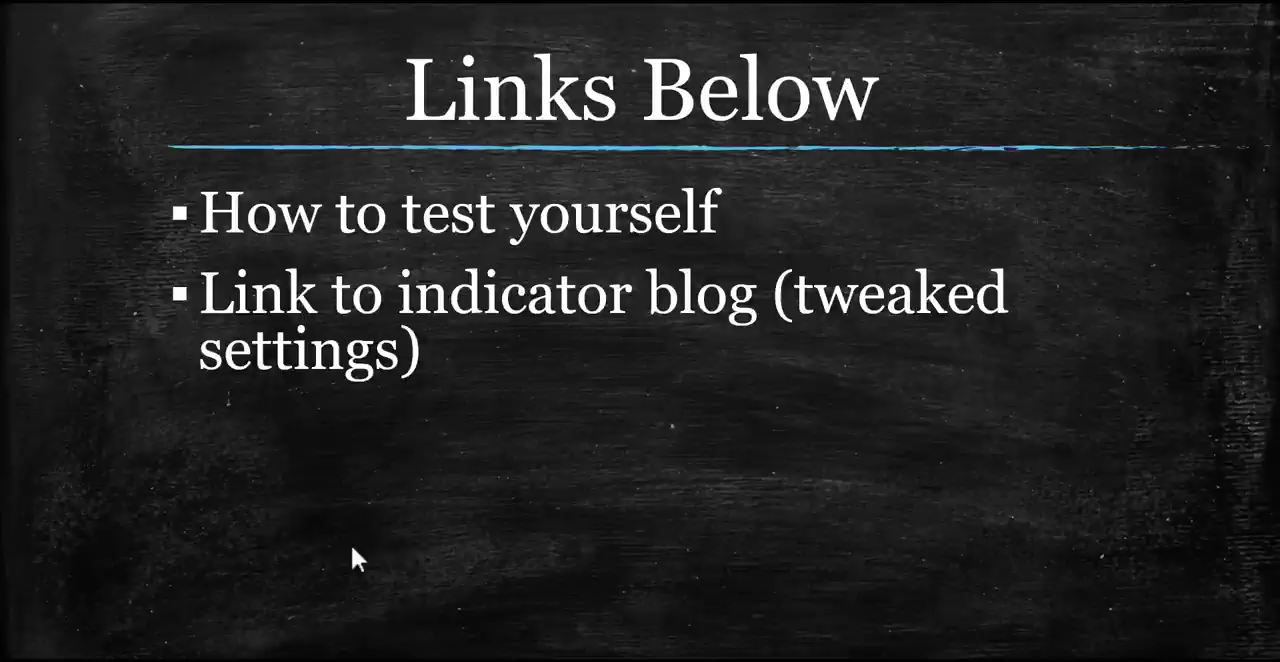 Links Below
▪ How to test yourself
▪ Link to indicator blog (tweaked
settings)